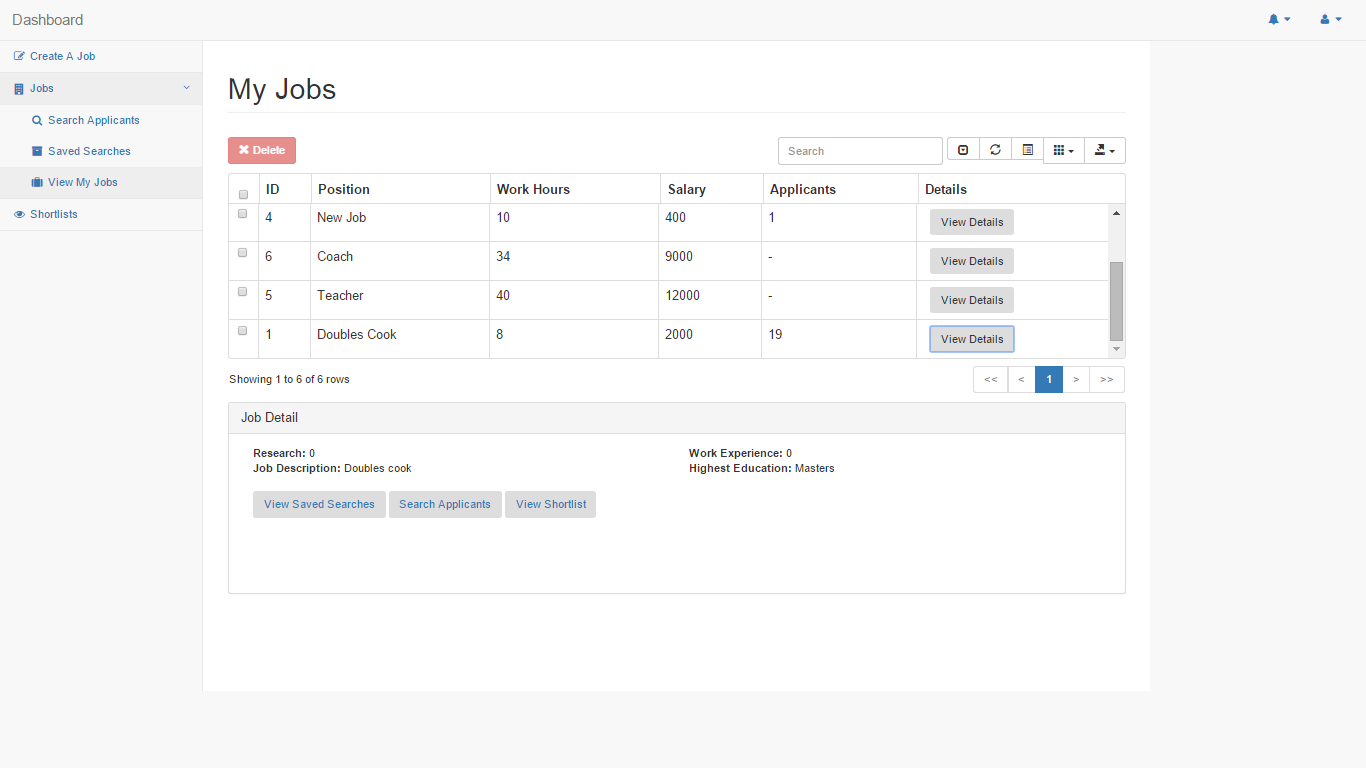 Dashboard
Create A Job
Jobs
Search Applicants
Saved Searches
View My Jobs
Shortlists
My Jobs
Delete
Search
ID Position Work Hours Salary Applicants Details
4 New Job 10 400 1 View Details
6 Coach 34 9000 - View Details
5 Teacher 40 12000 - View Details
1 Doubles Cook 8 2000 19 View Details
Showing 1 to 6 of 6 rows
<< < 1 > >>
Job Detail
Research: 0 Work Experience: 0
Job Description: Doubles cook Highest Education: Masters
View Saved Searches Search Applicants View Shortlist